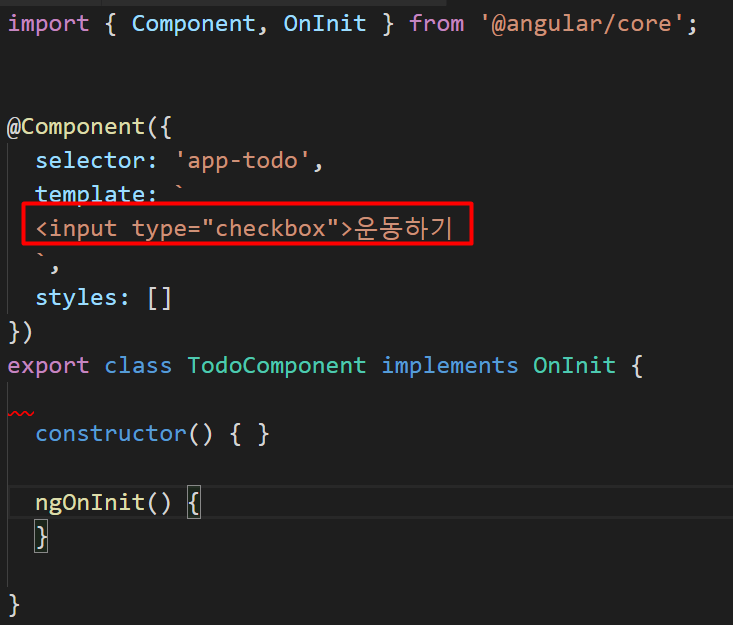 import { Component, OnInit } from '@angular/core';
@Component({
selector: 'app-todo',
template: `
<input type="checkbox">운동하기
`,
styles: []
})
export class TodoComponent implements OnInit {
constructor() { }
ngOnInit() {
}
}